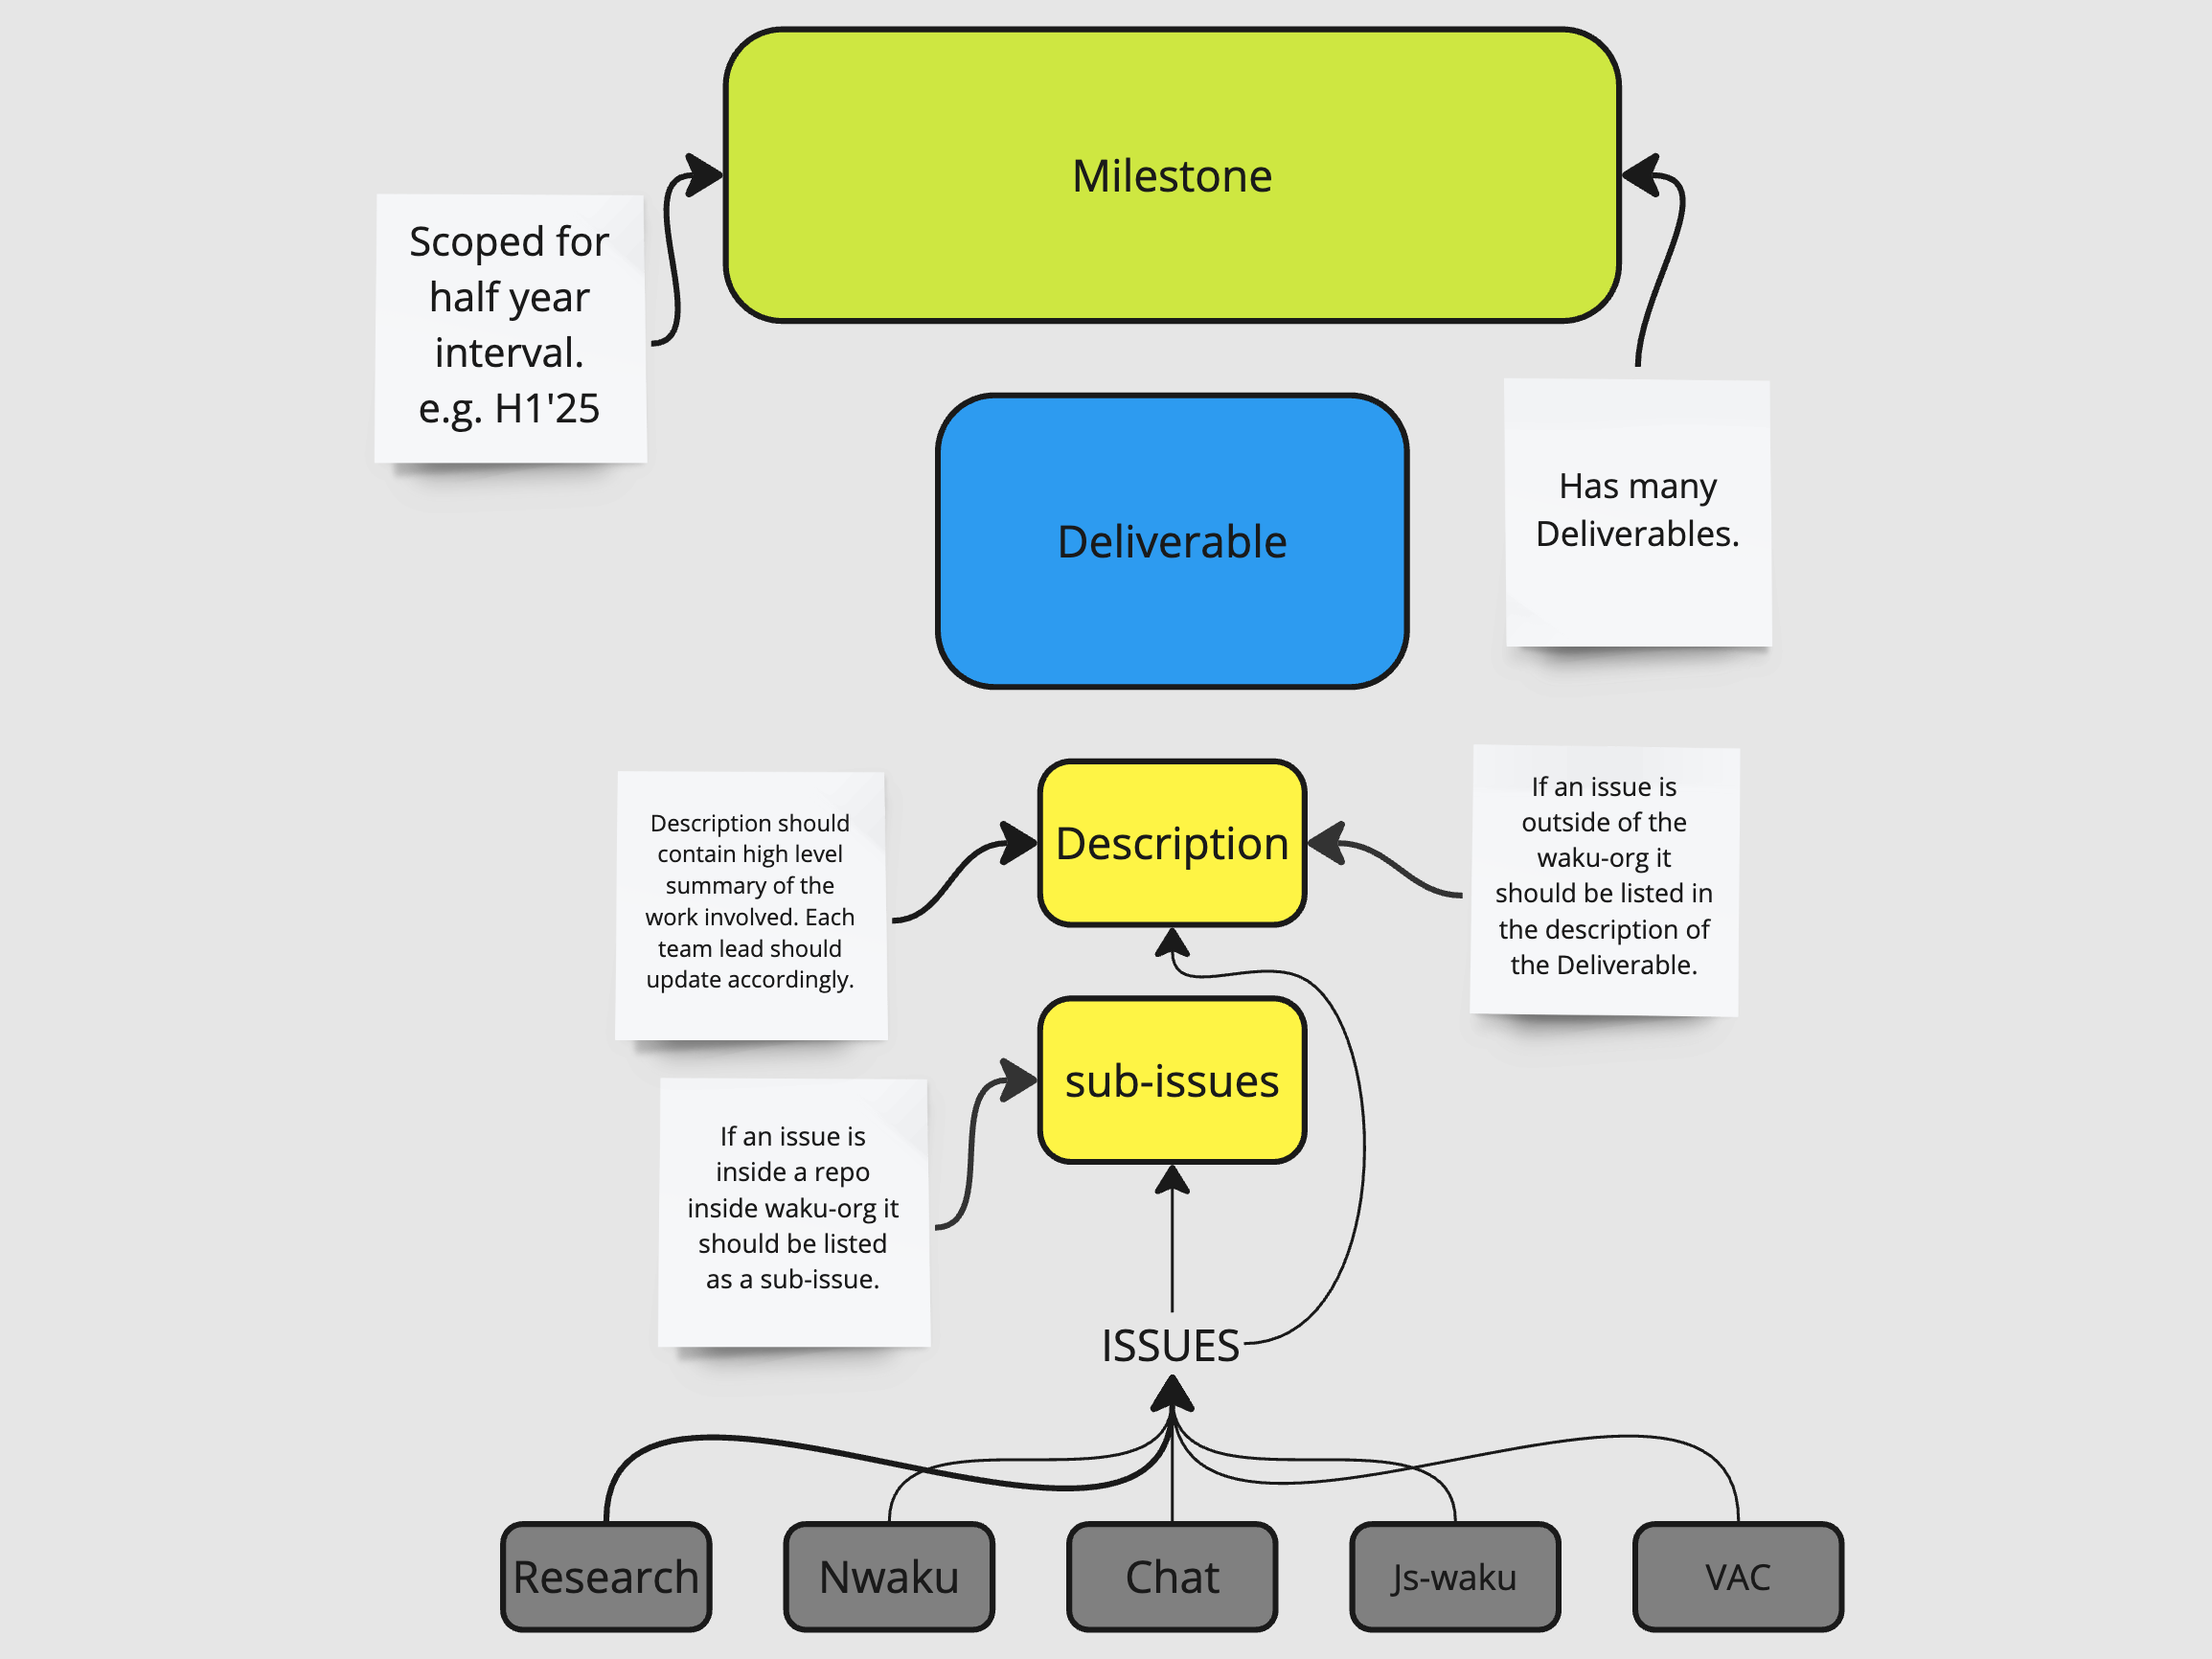 Milestone
Scoped for
half year
interval.
e.g. H1'25
Has many
Deliverables.
Deliverable
Description should
contain high level
summary of the
work involved. Each
team lead should
update accordingly.
Description
If an issue is
outside of the
waku-org it
should be listed in
the description of
the Deliverable.
sub-issues
If an issue is
inside a repo
inside waku-org it
should be listed
as a sub-issue.
ISSUES
Research
Nwaku
Chat
Js-waku
VAC